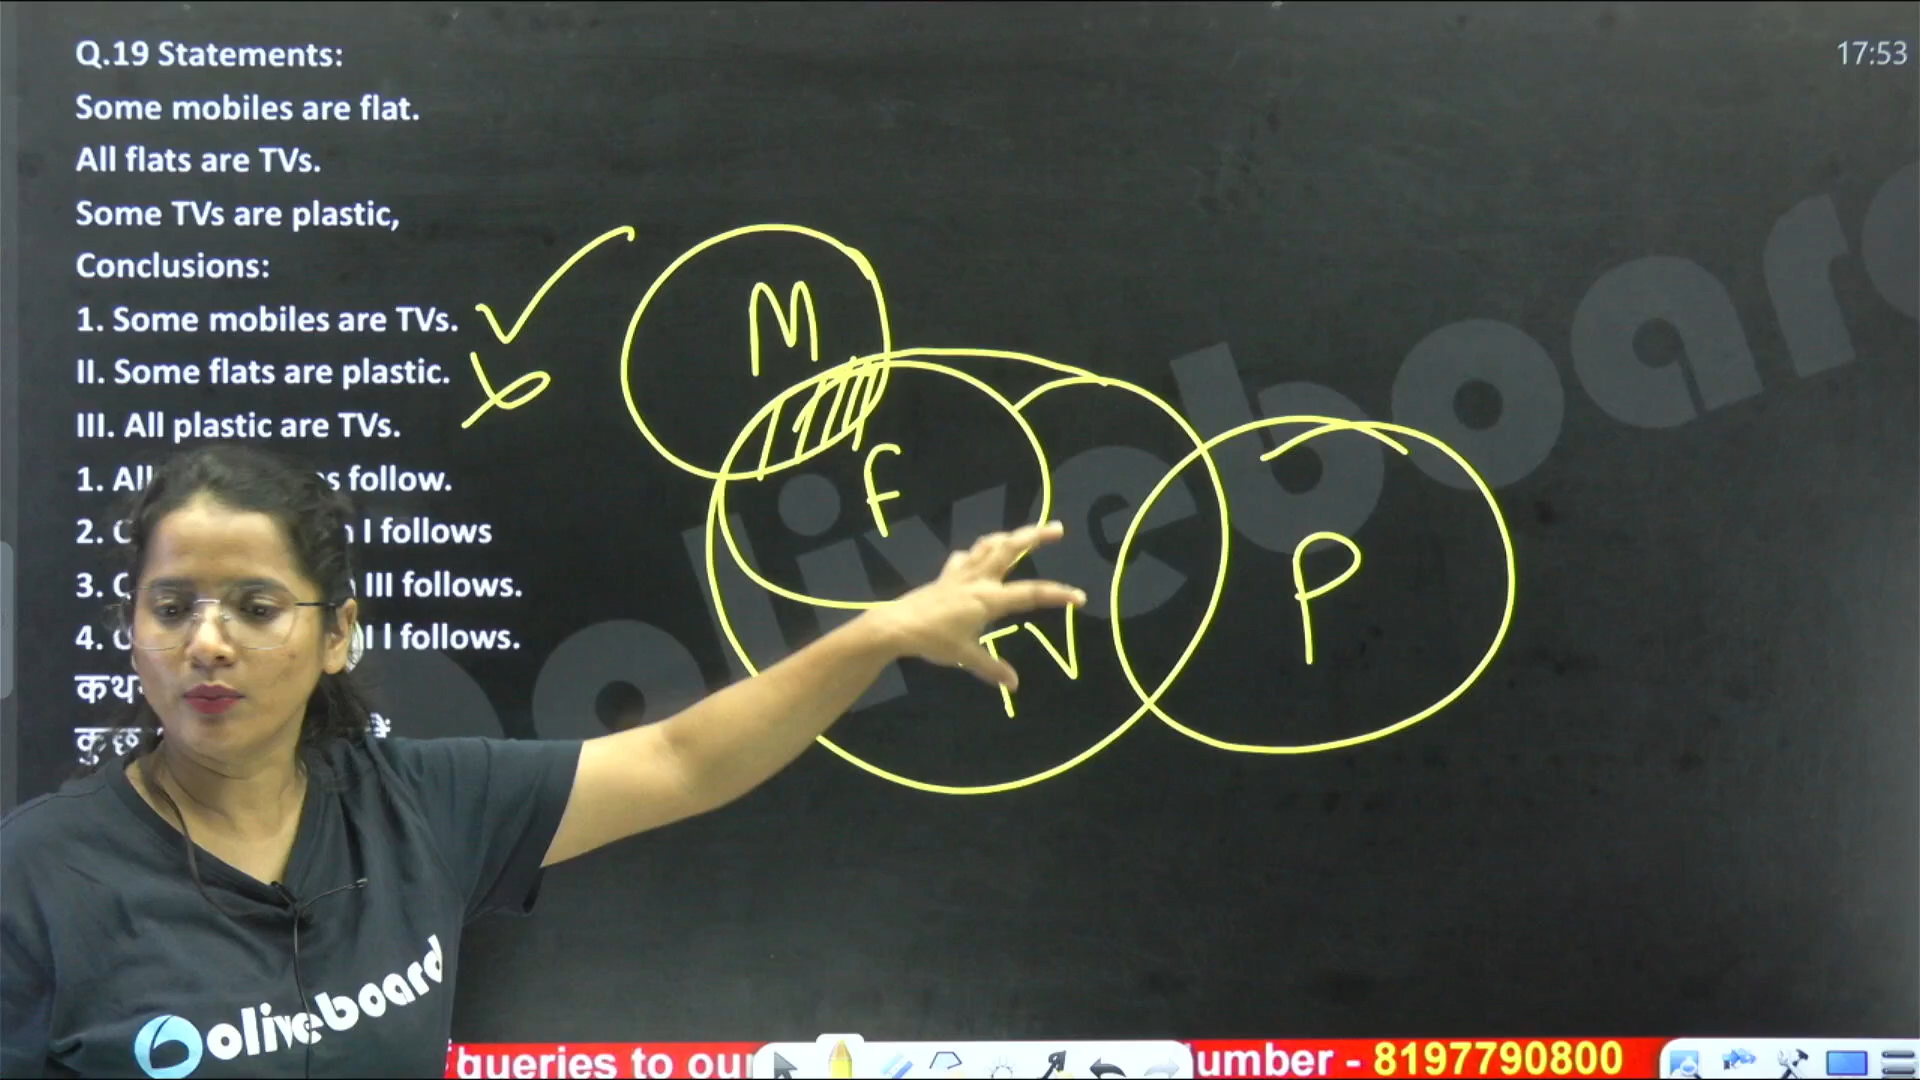 Q.19 Statements:
17:53
Some mobiles are flat.
All flats are TVs.
Some TVs are plastic,
Conclusions:
1. Some mobiles are TVs.
II. Some flats are plastic.
III. All plastic are TVs.
1. All s follow.
2. I follows
3. III follows.
4. I l follows.
M
F
TV
P
oliveboard
oliveboard
queries to our umber - 8197790800